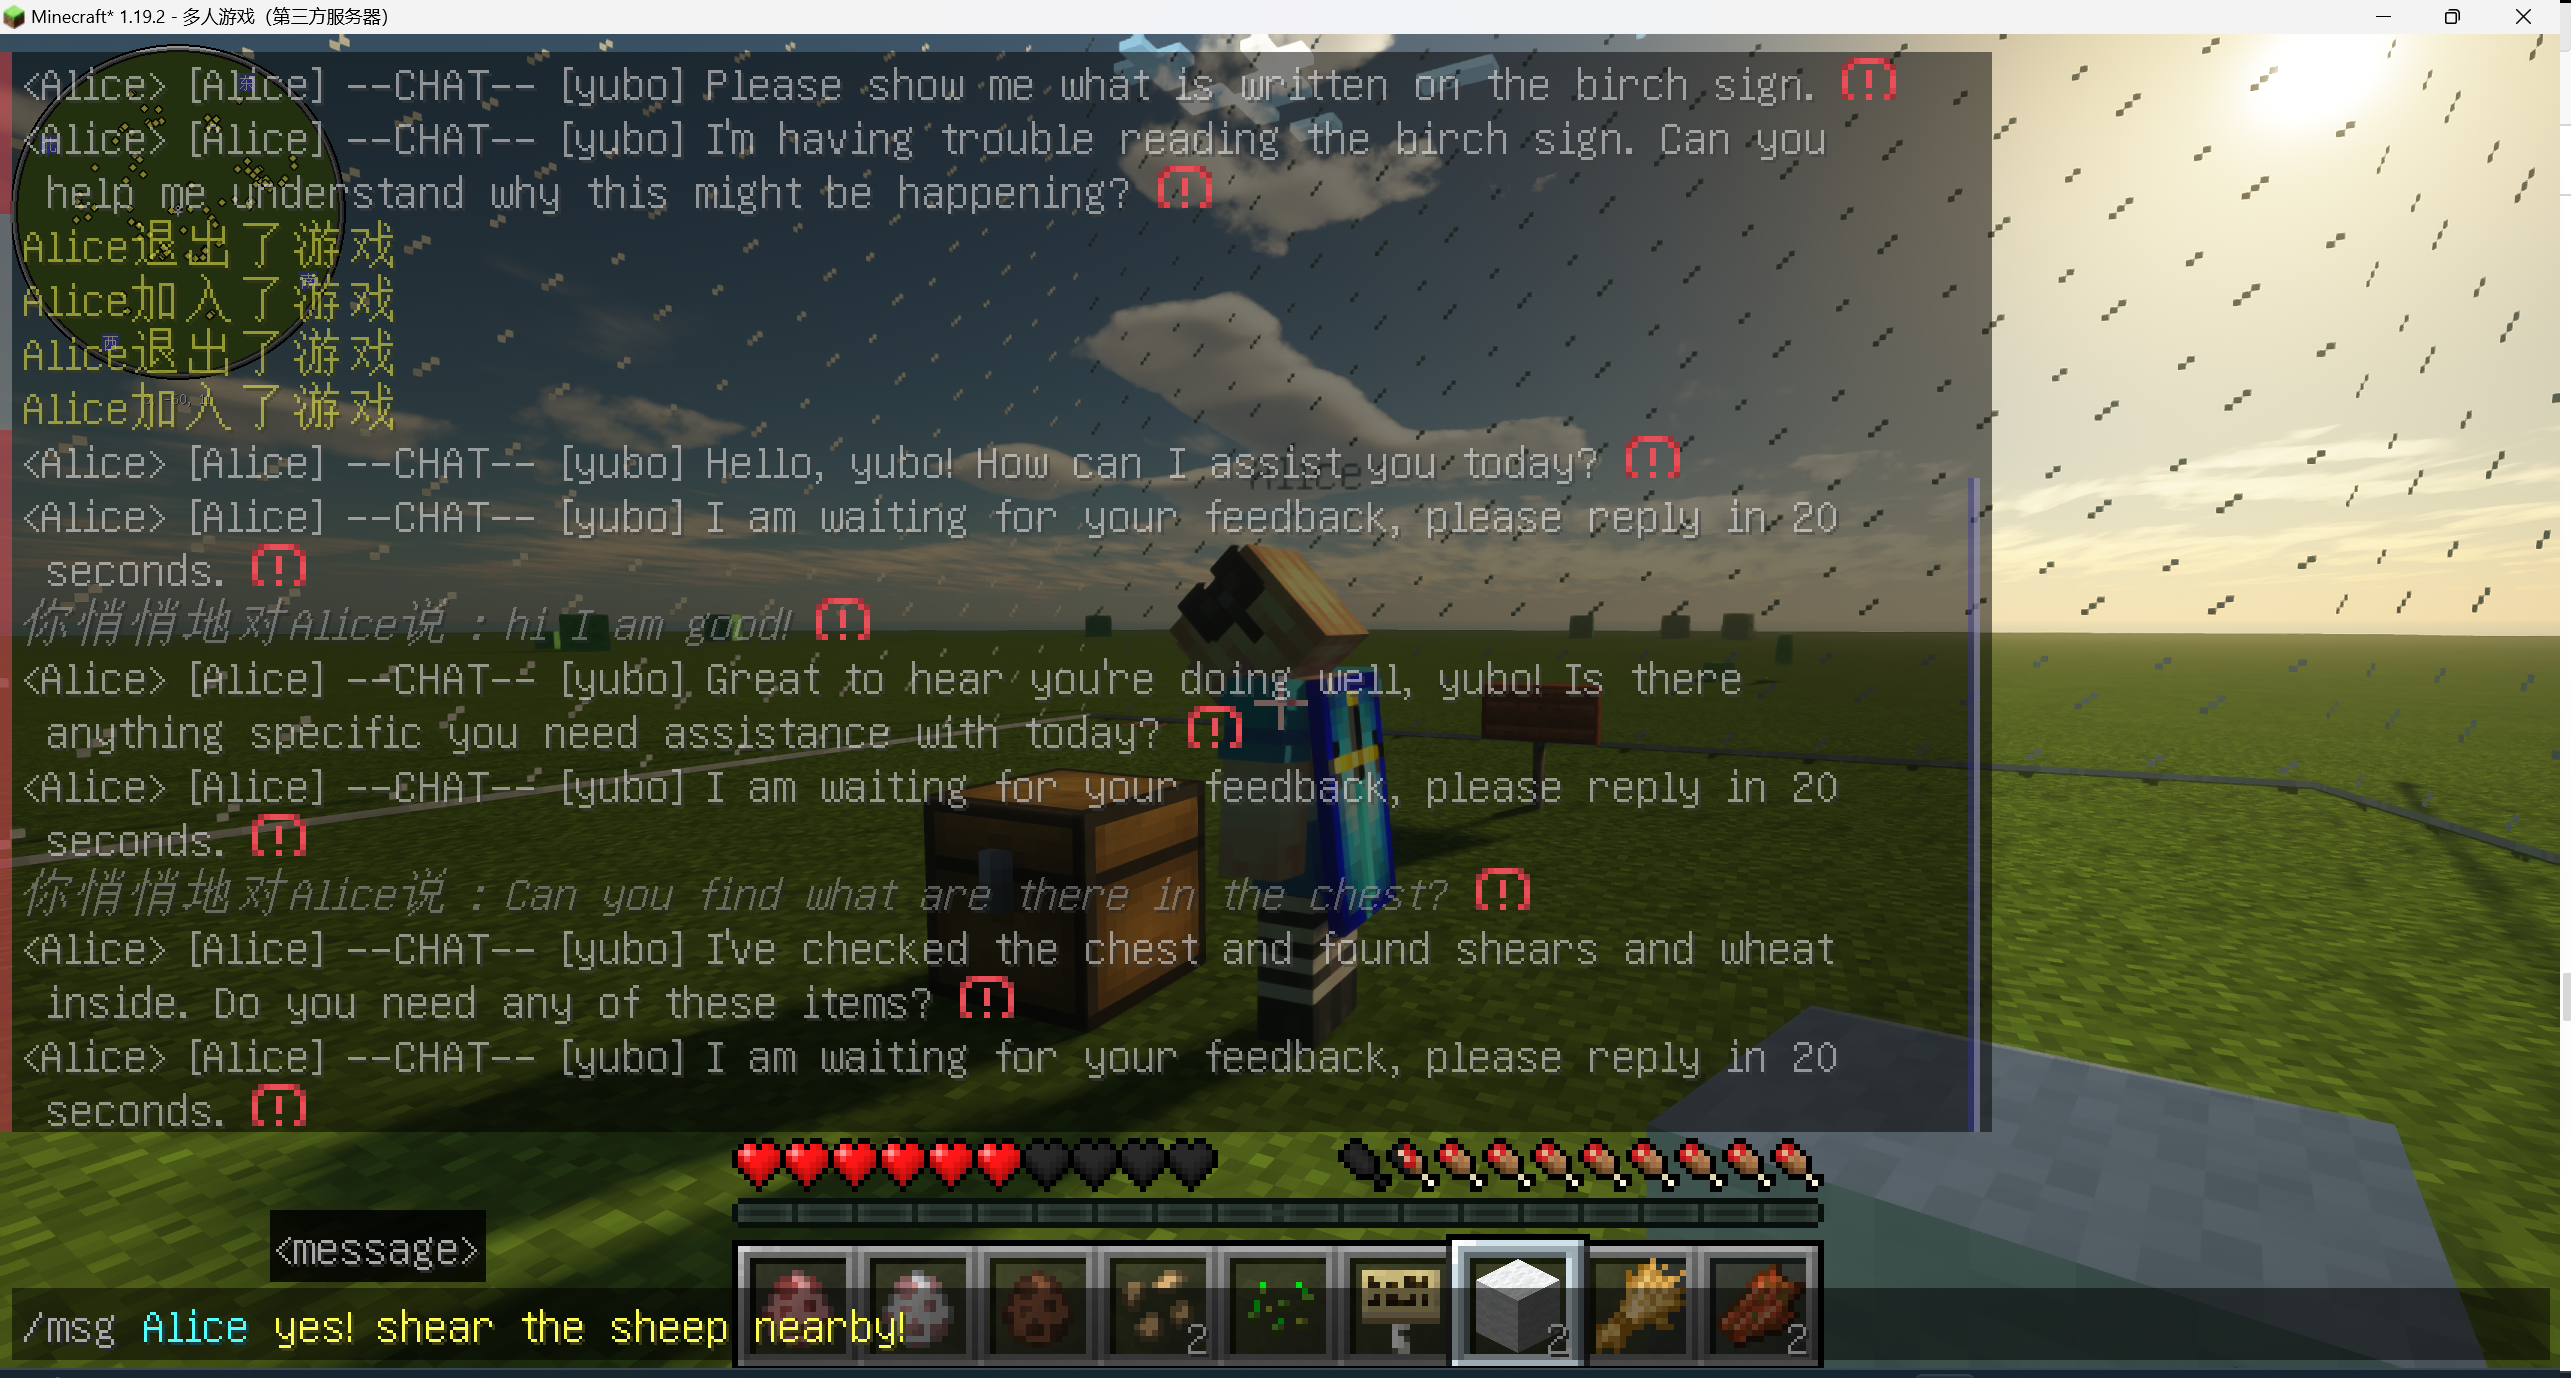 Minecraft* 1.19.2 - 多人游戏（第三方服务器）
<Alice> [Alice] --CHAT-- [yubo] Please show me what is written on the birch sign.
<Alice> [Alice] --CHAT-- [yubo] I'm having trouble reading the birch sign. Can you
help me understand why this might be happening?
Alice退出了游戏
Alice加入了游戏
Alice退出了游戏
Alice加入了游戏
<Alice> [Alice] --CHAT-- [yubo] Hello, yubo! How can I assist you today?
Alice
<Alice> [Alice] --CHAT-- [yubo] I am waiting for your feedback, please reply in 20
seconds.
你悄悄地对Alice说：hi I am good!
<Alice> [Alice] --CHAT-- [yubo] Great to hear you're doing well, yubo! Is there
anything specific you need assistance with today?
<Alice> [Alice] --CHAT-- [yubo] I am waiting for your feedback, please reply in 20
seconds.
你悄悄地对Alice说：Can you find what are there in the chest?
<Alice> [Alice] --CHAT-- [yubo] I've checked the chest and found shears and wheat
inside. Do you need any of these items?
<Alice> [Alice] --CHAT-- [yubo] I am waiting for your feedback, please reply in 20
seconds.
<message>
/msg Alice yes! shear the sheep nearby!
2 2 2